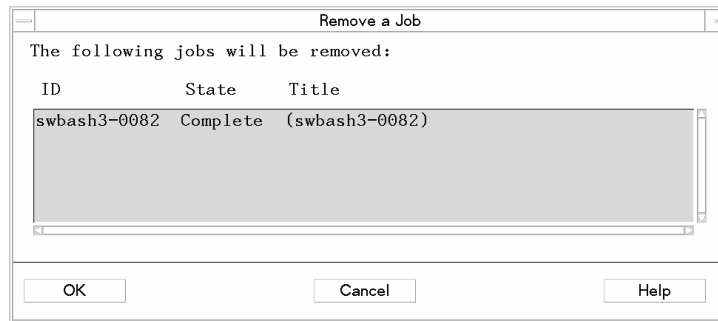 Remove a Job
The following jobs will be removed:
ID State Title
swbash3-0082 Complete (swbash3-0082)
OK Cancel Help